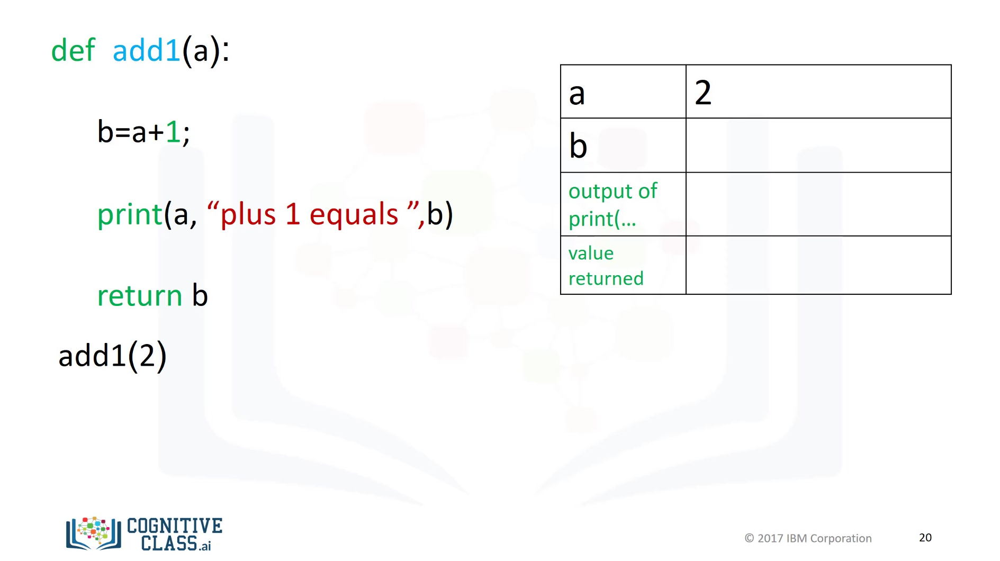 def add1(a):
b=a+1;
print(a, “plus 1 equals ”,b)
return b
add1(2)
a 2
b
output of
print(...
value
returned
COGNITIVE
CLASS.ai
© 2017 IBM Corporation 20